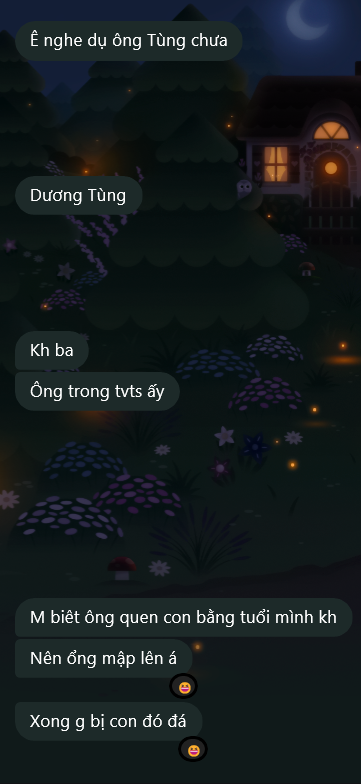 Ê nghe dụ ông Tùng chưa
Dương Tùng
Kh ba
Ông trong tvts ấy
M biêt ông quen con bằng tuổi mình kh
Nên ổng mập lên á
Xong g bị con đó đá